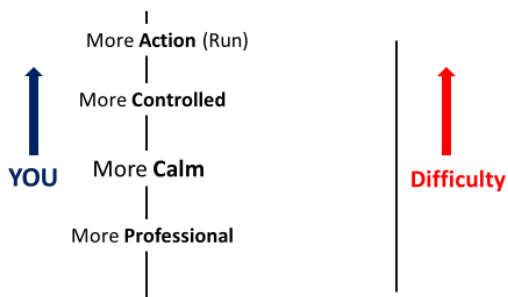 More Action (Run)
More Controlled
More Calm
YOU
Difficulty
More Professional